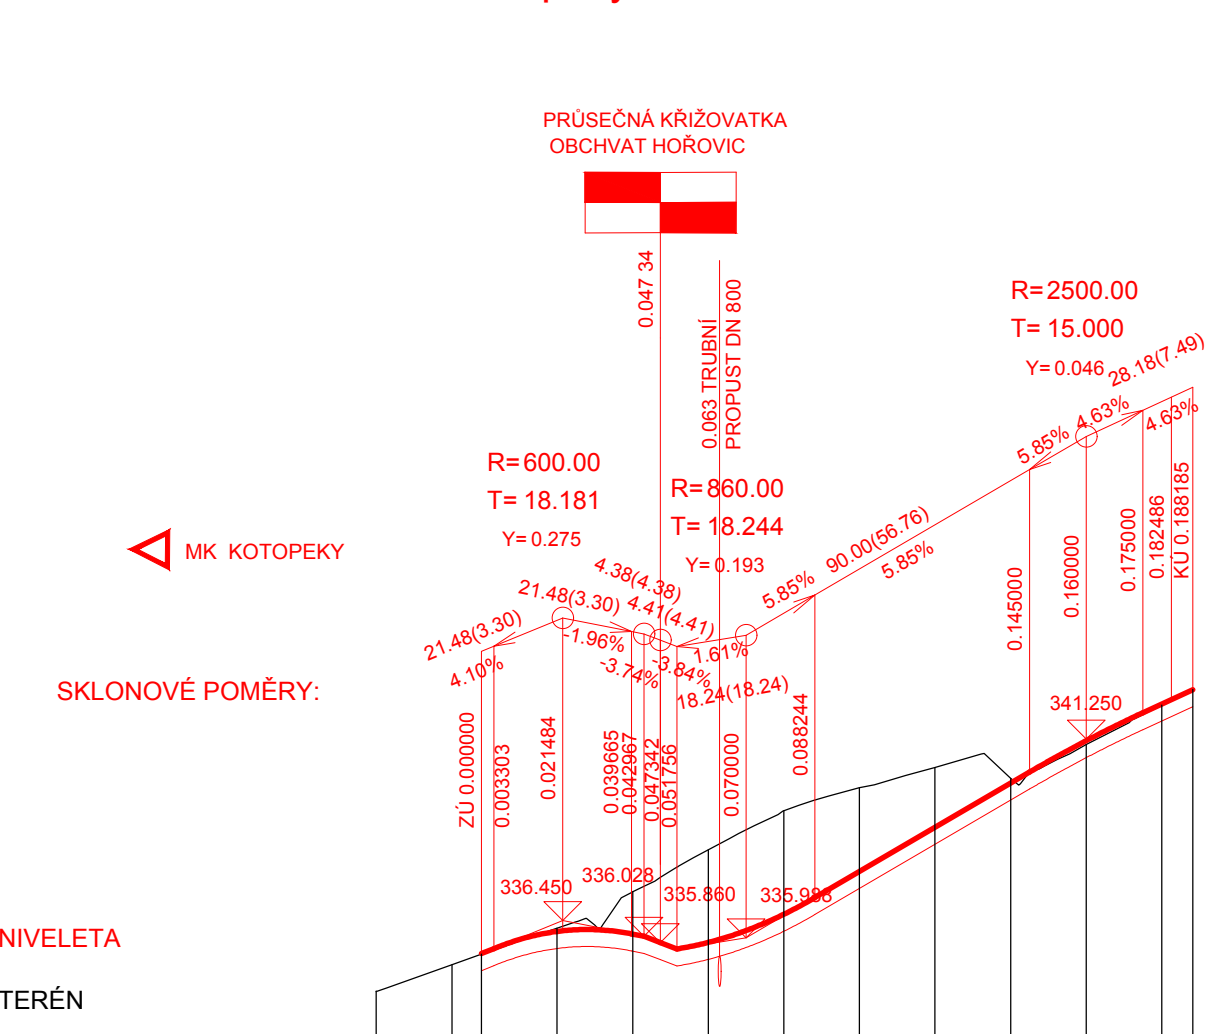 PRŮSEČNÁ KŘIŽOVATKA
OBCHVAT HOŘOVIC
0.047 34
0.063 TRUBNÍ
PROPUST DN 800
R=2500.00
T= 15.000
Y= 0.046
28.18(7.49)
4.63%
4.63%
5.85%
R=600.00
T= 18.181
Y= 0.275
R=860.00
T= 18.244
Y= 0.193
MK KOTOPEKY
4.38(4.38)
21.48(3.30)
4.41(4.41)
21.48(3.30)
4.10%
-1.96%
-3.74%
-3.84%
1.61%
18.24(18.24)
5.85%
90.00(56.76)
5.85%
SKLONOVÉ POMĚRY:
ZÚ 0.000000
0.003303
0.021484
0.039665
0.042967
0.047342
0.051756
0.070000
0.088244
0.145000
0.160000
0.175000
0.182486
KÚ 0.188185
341.250
336.450
336.028
335.860
335.988
NIVELETA
TERÉN